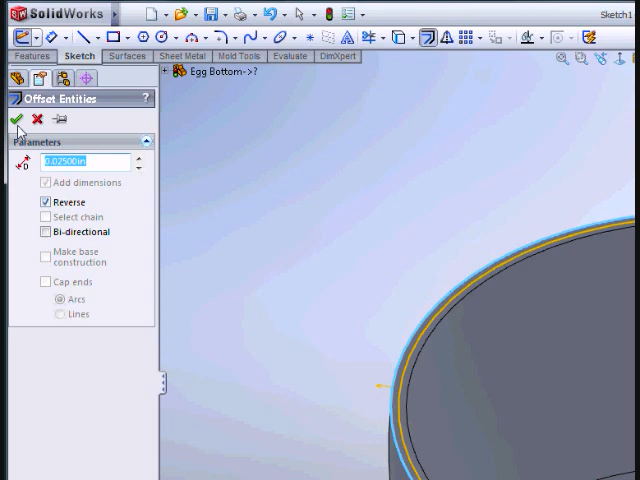 SolidWorks
Sketch1
Features Sketch Surfaces Sheet Metal Mold Tools Evaluate DimXpert
Egg Bottom->?
Offset Entities ?
Parameters
0.02500in
Add dimensions
Reverse
Select chain
Bi-directional
Make base
construction
Cap ends
Arcs
Lines